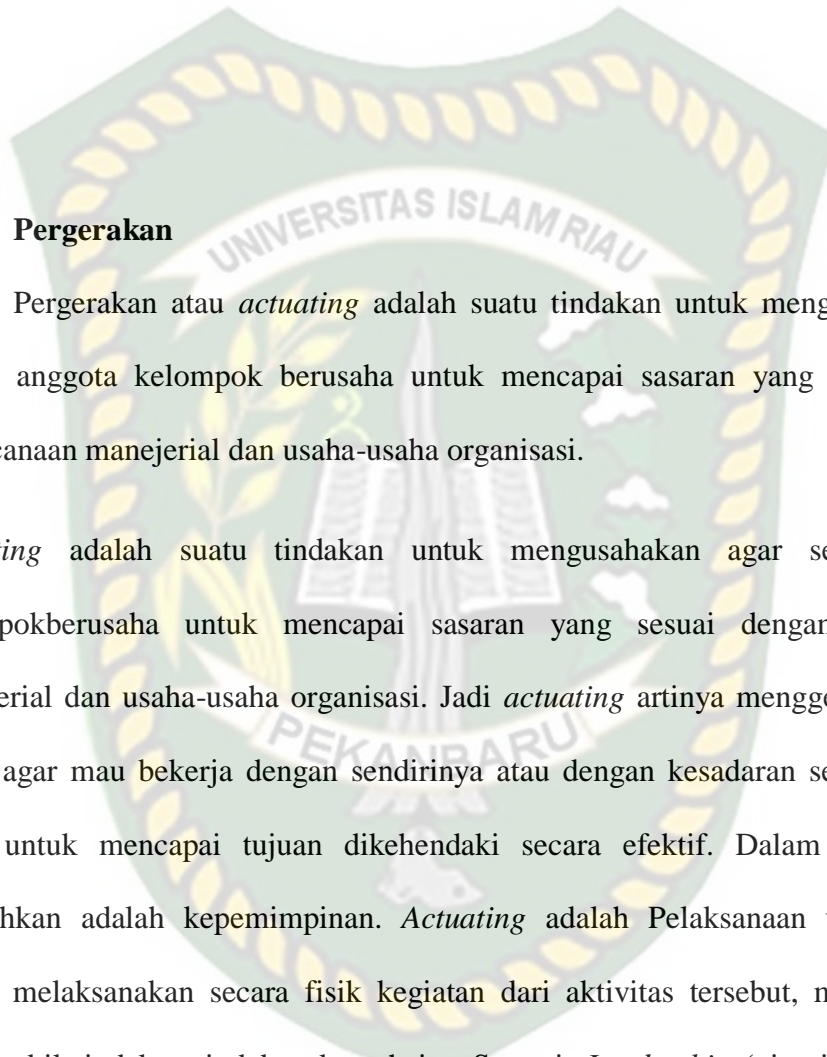 Pergerakan
UNIVERSITAS ISLAM RIAU
Pergerakan atau actuating adalah suatu tindakan untuk meng
anggota kelompok berusaha untuk mencapai sasaran yang
canaan manejerial dan usaha-usaha organisasi.
ting adalah suatu tindakan untuk mengusahakan agar se
pokberusaha untuk mencapai sasaran yang sesuai dengan
erial dan usaha-usaha organisasi. Jadi actuating artinya mengge
PEKANBARU
agar mau bekerja dengan sendirinya atau dengan kesadaran se
untuk mencapai tujuan dikehendaki secara efektif. Dalam
hkan adalah kepemimpinan. Actuating adalah Pelaksanaan
melaksanakan secara fisik kegiatan dari aktivitas tersebut,